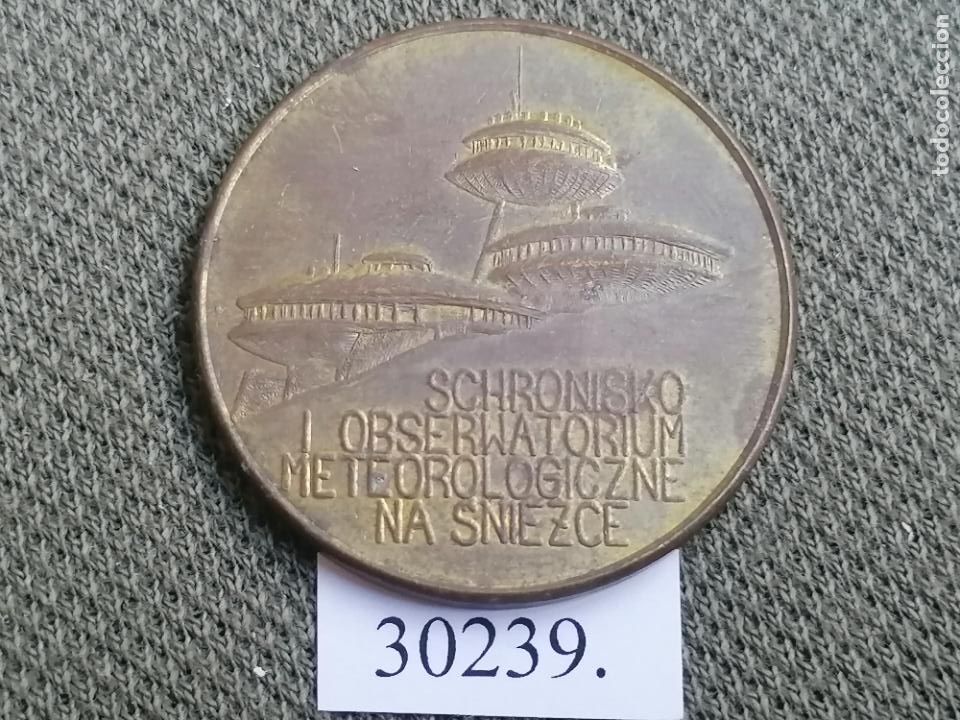 SCHRONISKO
I OBSERWATORIUM
METEOROLOGICZNE
NA ŚNIEŻCE
30239.
todocoleccion